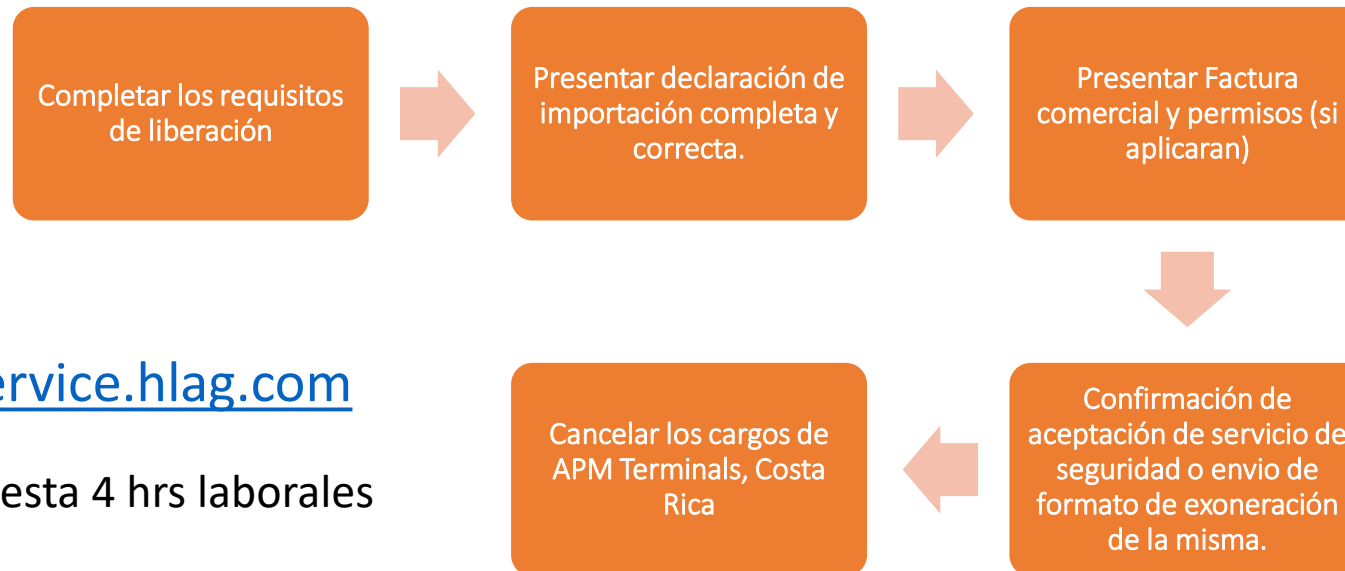 Completar los requisitos
de liberación
Presentar declaración de
importación completa y
correcta.
Presentar Factura
comercial y permisos (si
aplicaran)
Confirmación de
aceptación de servicio de
seguridad o envio de
formato de exoneración
de la misma.
Cancelar los cargos de
APM Terminals, Costa
Rica
ervice.hlag.com
esta 4 hrs laborales